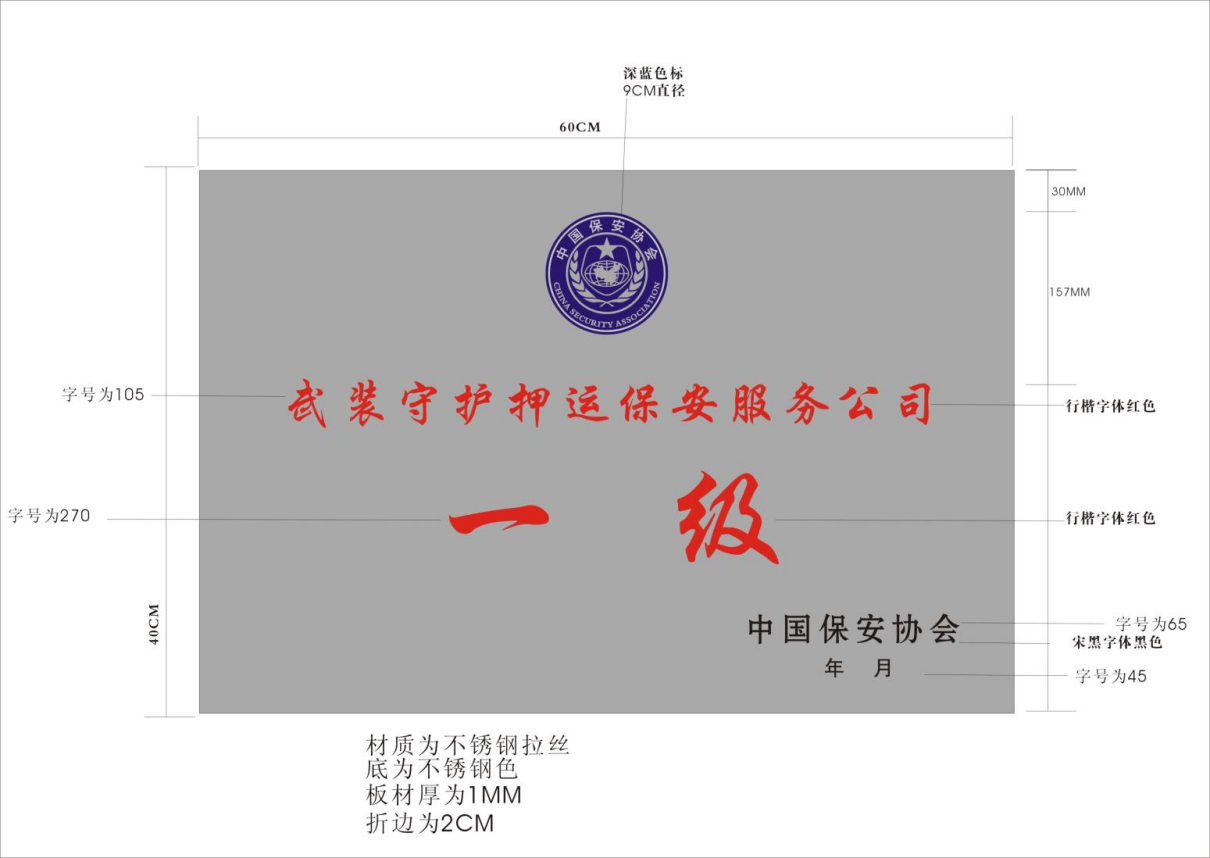 深蓝色标
9CM直径
60CM
30MM
中国保安协会
CHINA SECURITY ASSOCIATION
157MM
字号为105
武装守护押运保安服务公司
行楷字体红色
字号为270
一级
行楷字体红色
40CM
中国保安协会
字号为65
宋黑字体黑色
年 月
字号为45
材质为不锈钢拉丝
底为不锈钢色
板材厚为1MM
折边为2CM